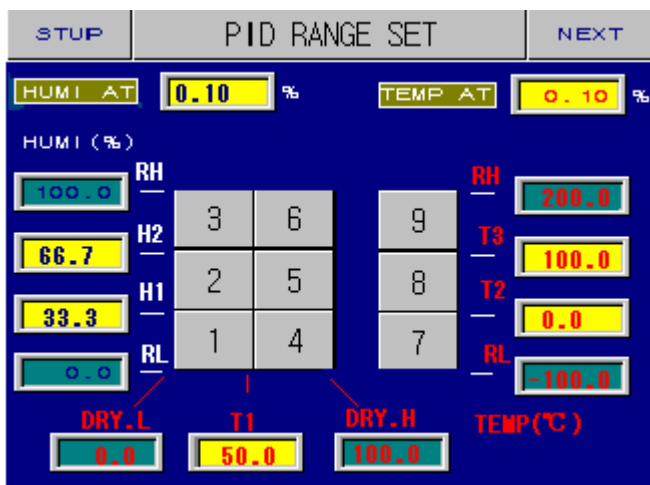 STUP PID RANGE SET NEXT
HUMI AT 0.10 % TEMP AT 0.10 %
HUMI(%)
100.0 RH RH 200.0
3 6 9
66.7 H2 T3 100.0
2 5 8
33.3 H1 T2 0.0
1 4 7
0.0 RL RL -100.0
DRY.L T1 DRY.H TEMP(℃)
0.0 50.0 100.0